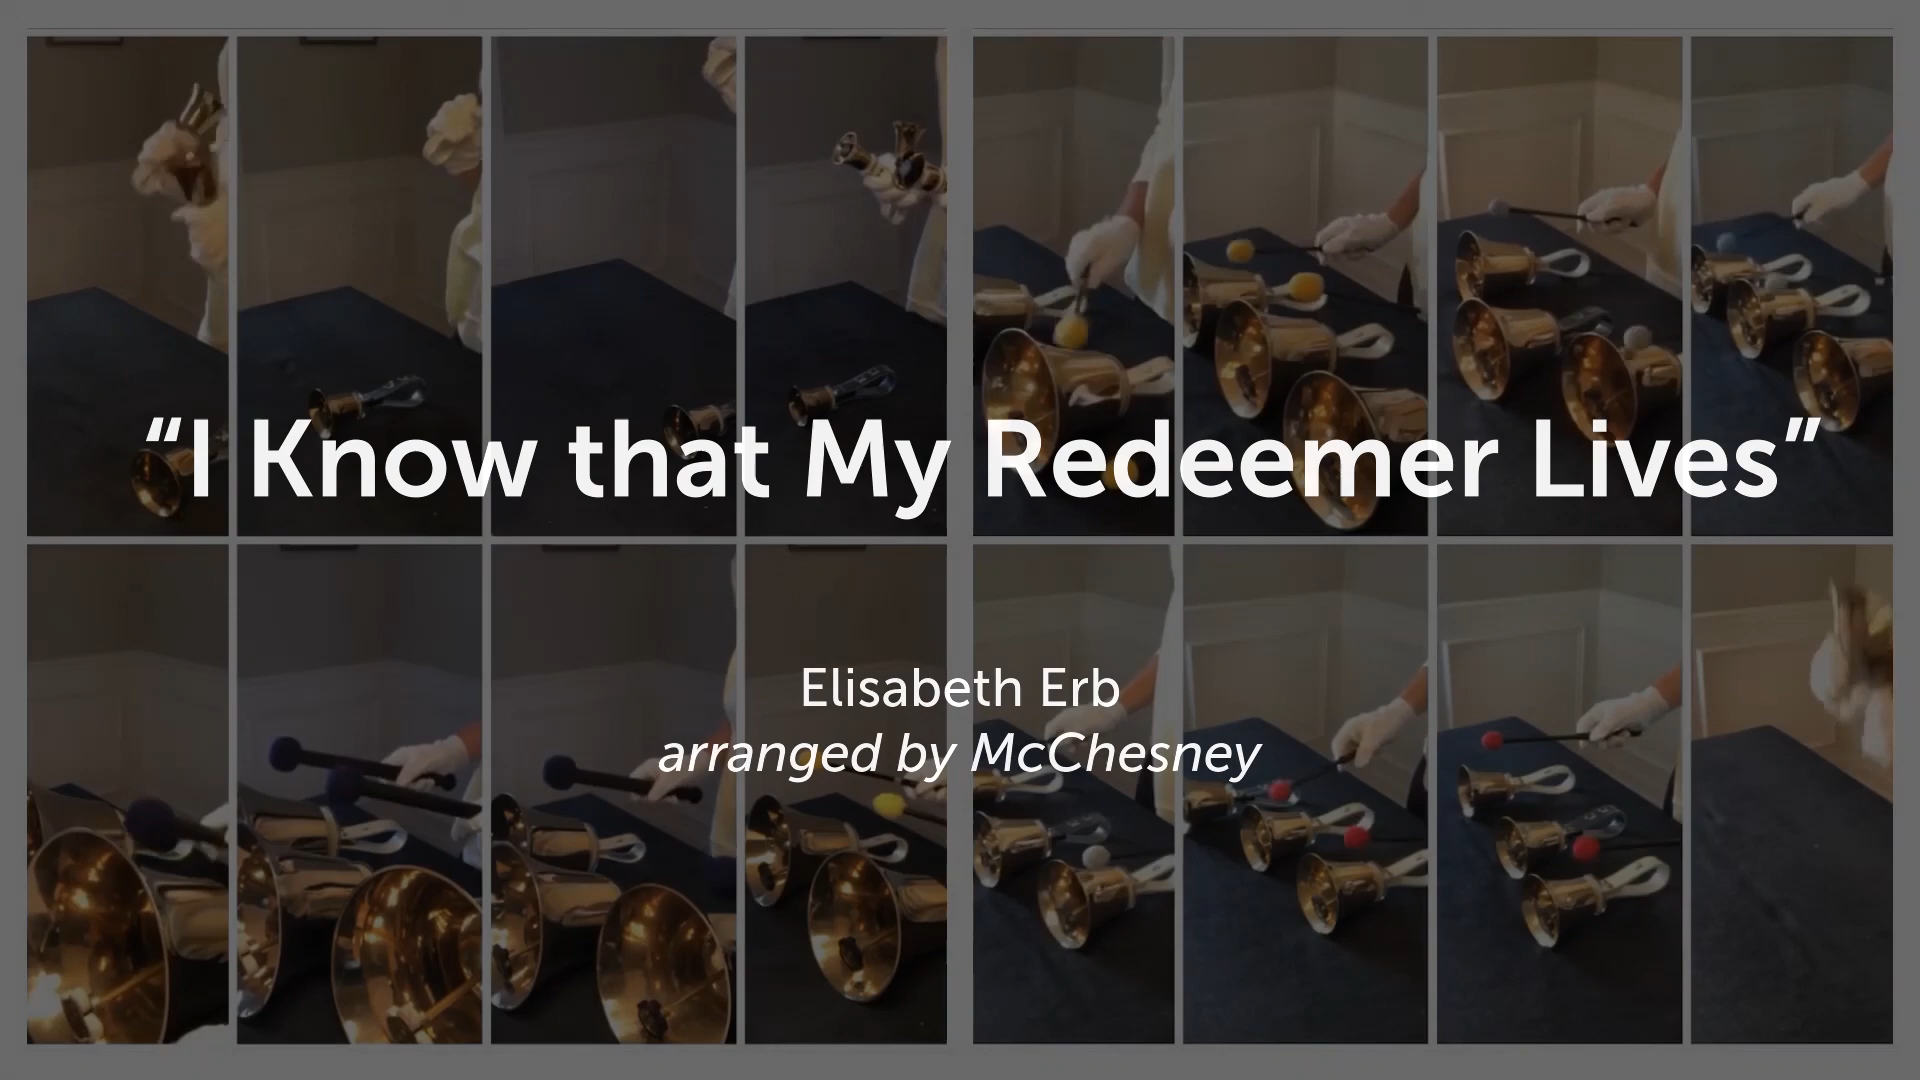 “I Know that My Redeemer Lives”
Elisabeth Erb
arranged by McChesney